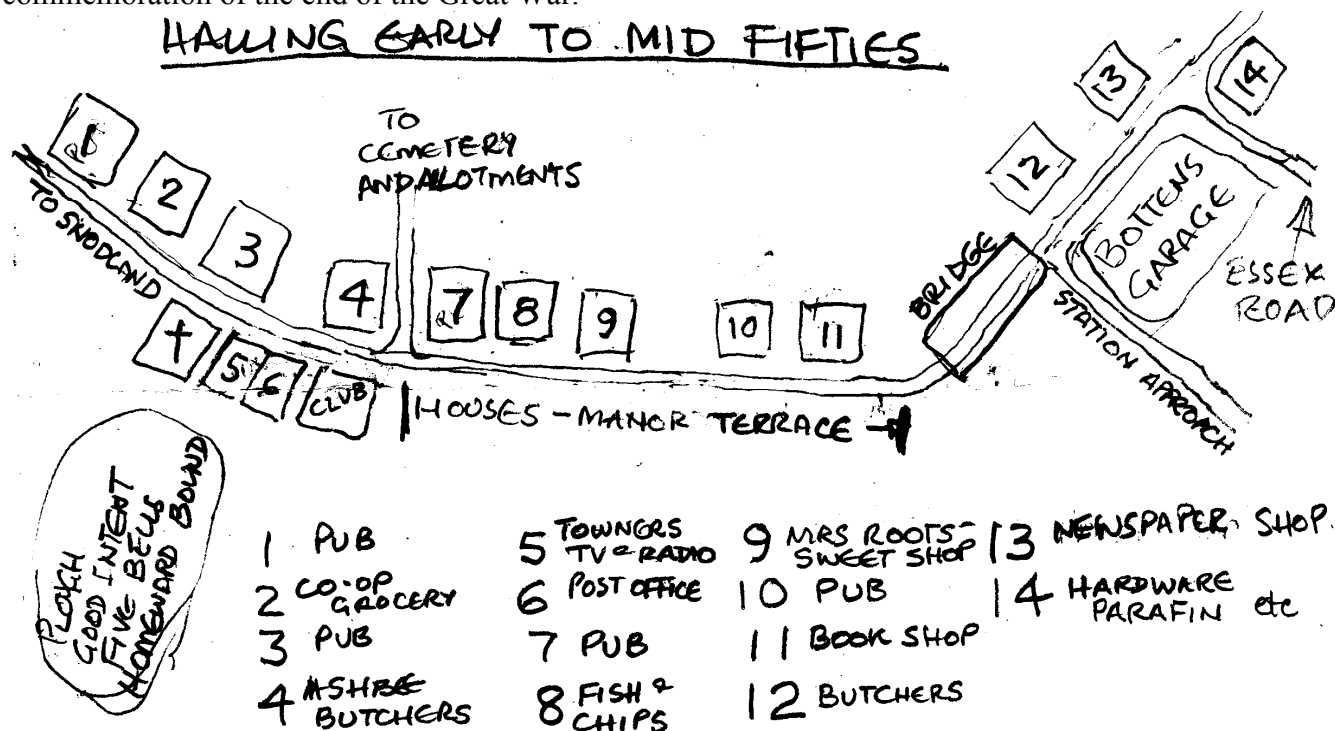 commemoration of the end of the Great War.
HALLING EARLY TO MID FIFTIES
1
2
3
4
TO
CEMETERY
AND ALLOTMENTS
TO SNODLAND
5
6
CLUB
7
8
9
10
11
HOUSES - MANOR TERRACE
BRIDGE
12
13
14
BOTTENS
GARAGE
ESSEX
ROAD
STATION APPROACH
PLOUGH
GOOD INTENT
FIVE BELLS
HOMEWARD BOUND
1 PUB
2 CO-OP
GROCERY
3 PUB
4 ASHBEE
BUTCHERS
5 TOWNERS
TV & RADIO
6 POST OFFICE
7 PUB
8 FISH &
CHIPS
9 MRS ROOTS-
SWEET SHOP
10 PUB
11 BOOK SHOP
12 BUTCHERS
13 NEWSPAPER SHOP.
14 HARDWARE
PARAFIN etc